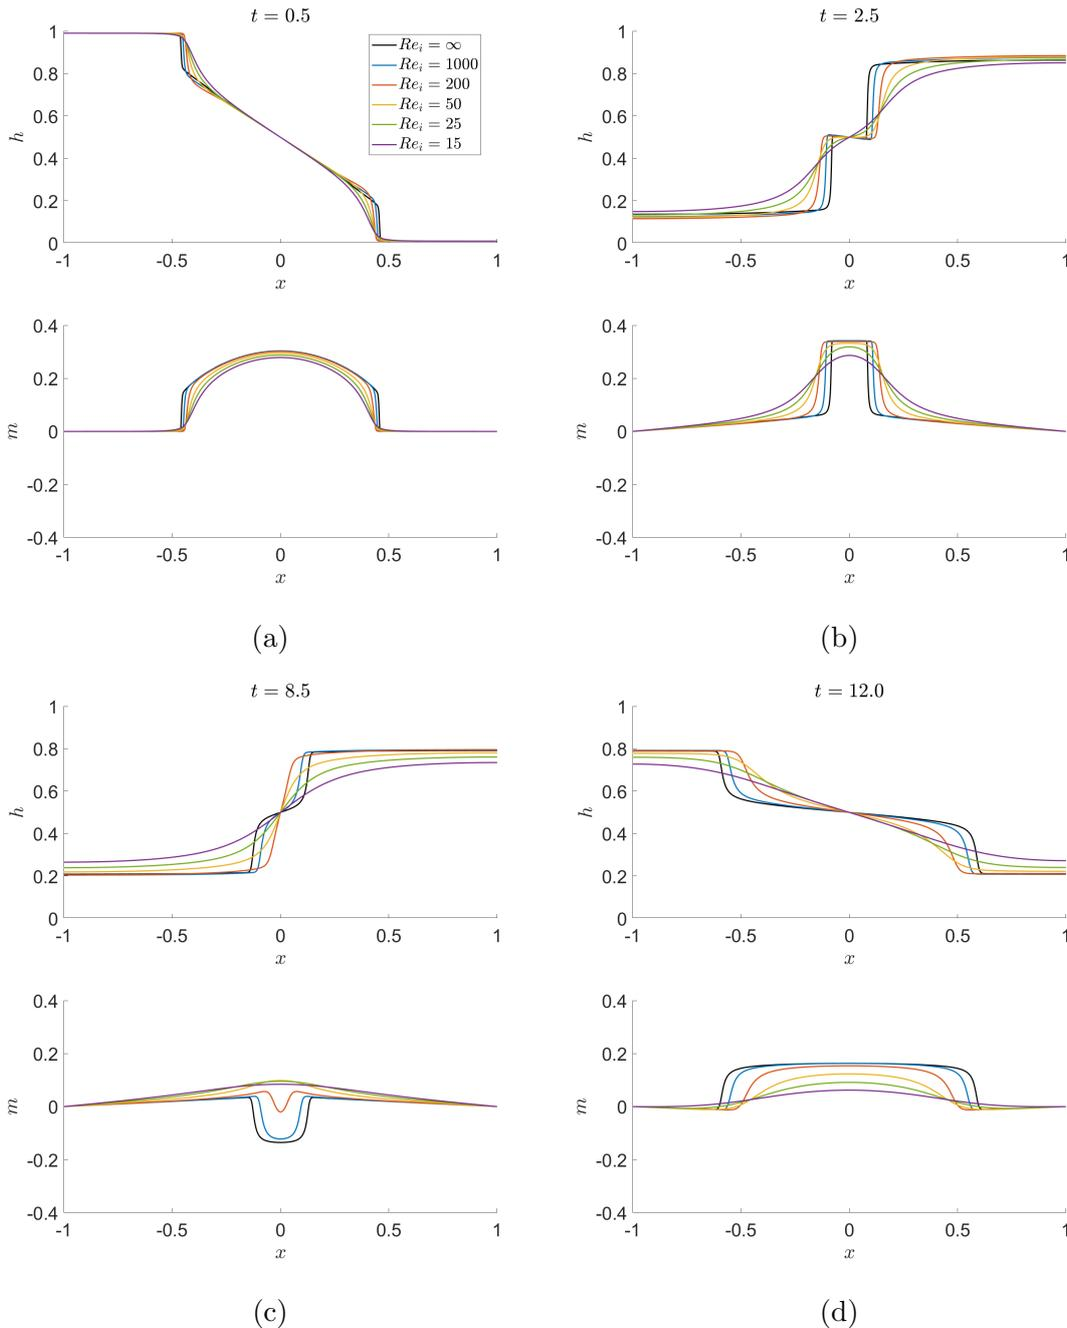 t = 0.5
1
0.8
0.6
0.4
0.2
0
h
Re_i = ∞
Re_i = 1000
Re_i = 200
Re_i = 50
Re_i = 25
Re_i = 15
-1 -0.5 0 0.5 1
x
0.4
0.2
0
-0.2
-0.4
m
-1 -0.5 0 0.5 1
x
(a)
t = 2.5
1
0.8
0.6
0.4
0.2
0
h
-1 -0.5 0 0.5 1
x
0.4
0.2
0
-0.2
-0.4
m
-1 -0.5 0 0.5 1
x
(b)
t = 8.5
1
0.8
0.6
0.4
0.2
0
h
-1 -0.5 0 0.5 1
x
0.4
0.2
0
-0.2
-0.4
m
-1 -0.5 0 0.5 1
x
(c)
t = 12.0
1
0.8
0.6
0.4
0.2
0
h
-1 -0.5 0 0.5 1
x
0.4
0.2
0
-0.2
-0.4
m
-1 -0.5 0 0.5 1
x
(d)